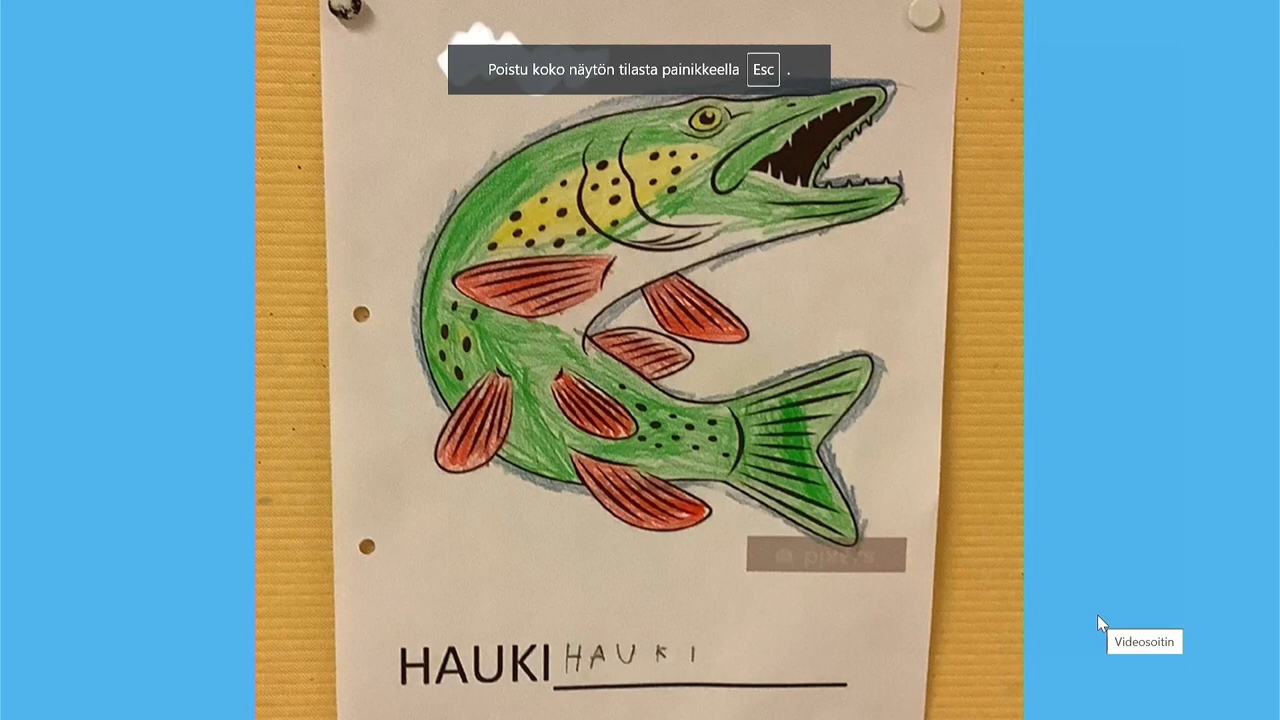 Poistu koko näytön tilasta painikkeella Esc .
HAUKI HAUKI
Videosoitin